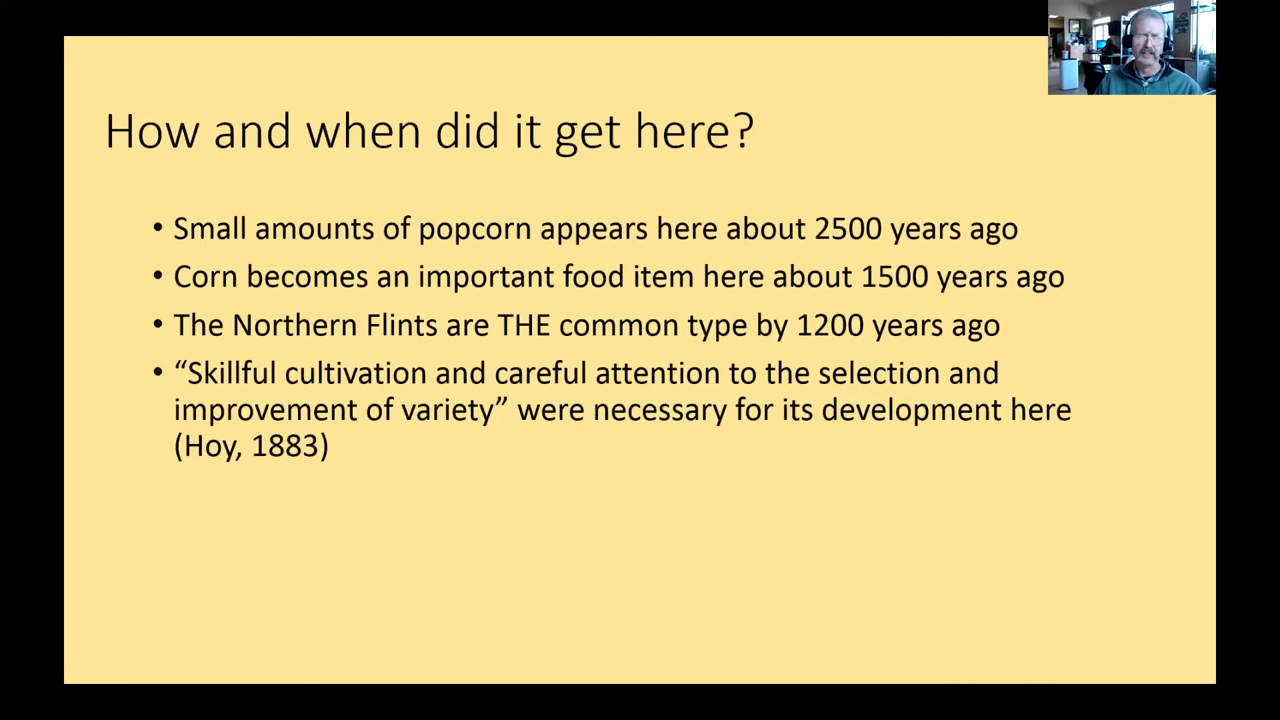 How and when did it get here?
• Small amounts of popcorn appears here about 2500 years ago
• Corn becomes an important food item here about 1500 years ago
• The Northern Flints are THE common type by 1200 years ago
• “Skillful cultivation and careful attention to the selection and
improvement of variety” were necessary for its development here
(Hoy, 1883)